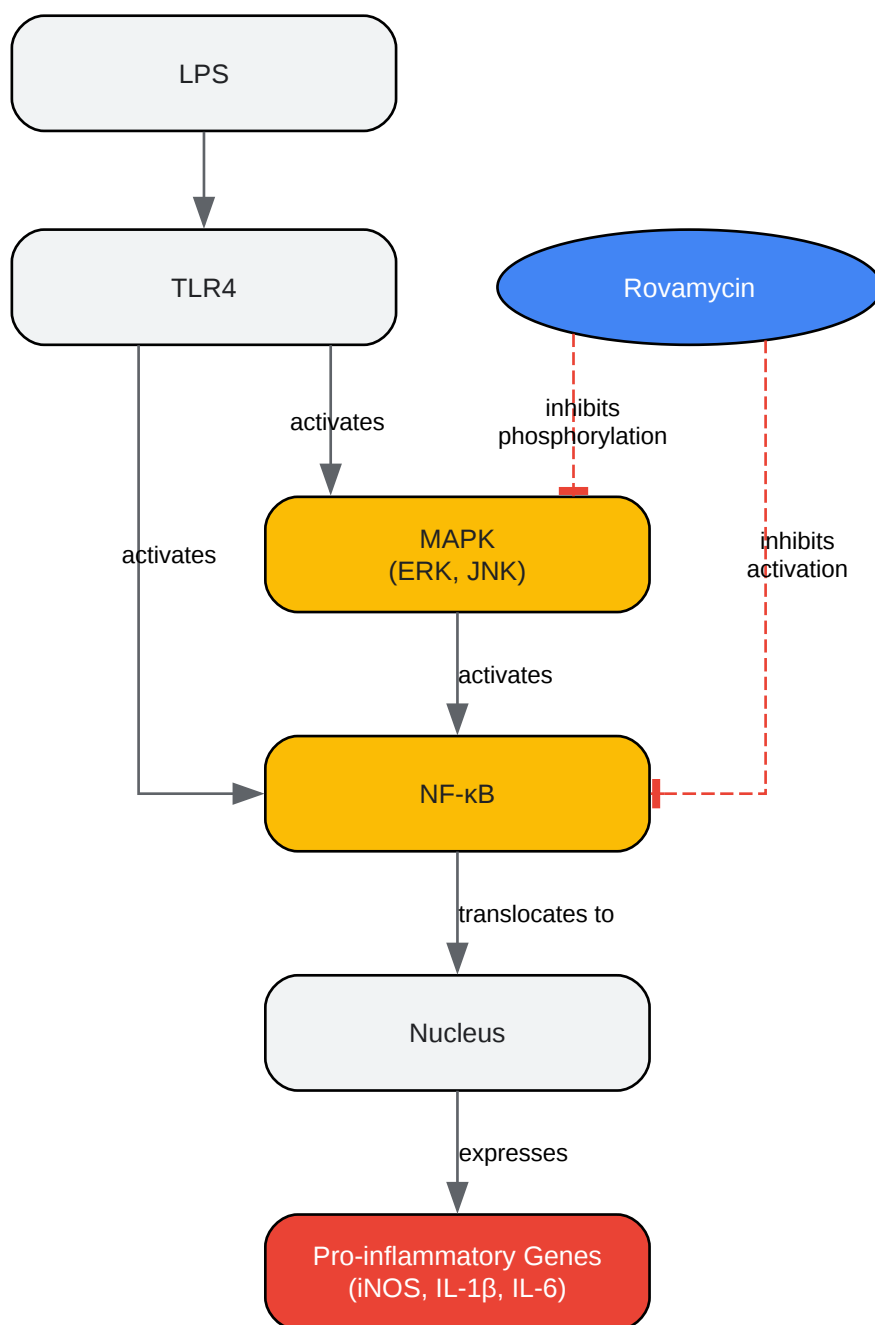 LPS
TLR4
Rovamycin
activates
inhibits
phosphorylation
MAPK
(ERK, JNK)
activates
inhibits
activation
activates
NF-κB
translocates to
Nucleus
expresses
Pro-inflammatory Genes
(iNOS, IL-1β, IL-6)